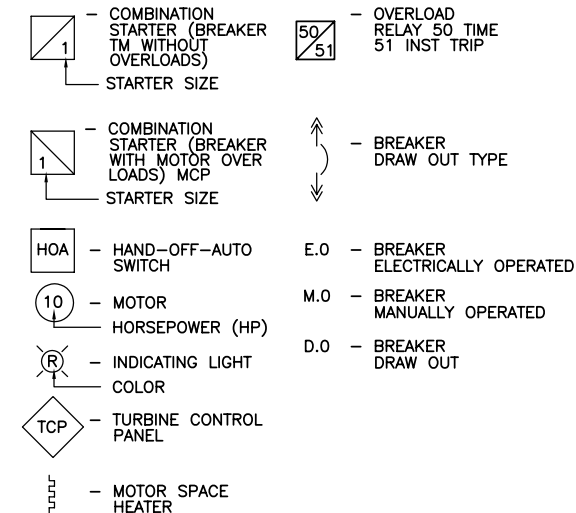 1
– COMBINATION
STARTER (BREAKER
TM WITHOUT
OVERLOADS)
STARTER SIZE
1
– COMBINATION
STARTER (BREAKER
WITH MOTOR OVER
LOADS) MCP
STARTER SIZE
HOA
– HAND–OFF–AUTO
SWITCH
10
– MOTOR
HORSEPOWER (HP)
R
– INDICATING LIGHT
COLOR
TCP
– TURBINE CONTROL
PANEL
– MOTOR SPACE
HEATER
50
51
– OVERLOAD
RELAY 50 TIME
51 INST TRIP
– BREAKER
DRAW OUT TYPE
E.O – BREAKER
ELECTRICALLY OPERATED
M.O – BREAKER
MANUALLY OPERATED
D.O – BREAKER
DRAW OUT